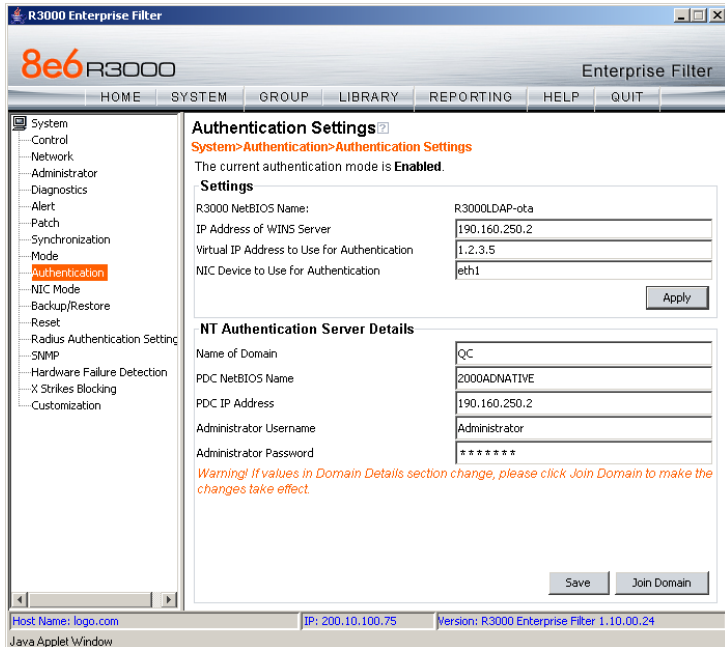 R3000 Enterprise Filter
8e6 R3000
Enterprise Filter
HOME SYSTEM GROUP LIBRARY REPORTING HELP QUIT
System
Control
Network
Administrator
Diagnostics
Alert
Patch
Synchronization
Mode
Authentication
NIC Mode
Backup/Restore
Reset
Radius Authentication Setting
SNMP
Hardware Failure Detection
X Strikes Blocking
Customization
Authentication Settings ?
System>Authentication>Authentication Settings
The current authentication mode is Enabled.
Settings
R3000 NetBIOS Name: R3000LDAP-ota
IP Address of WINS Server 190.160.250.2
Virtual IP Address to Use for Authentication 1.2.3.5
NIC Device to Use for Authentication eth1
Apply
NT Authentication Server Details
Name of Domain QC
PDC NetBIOS Name 2000ADNATIVE
PDC IP Address 190.160.250.2
Administrator Username Administrator
Administrator Password *******
Warning! If values in Domain Details section change, please click Join Domain to make the
changes take effect.
Save Join Domain
Host Name: logo.com IP: 200.10.100.75 Version: R3000 Enterprise Filter 1.10.00.24
Java Applet Window